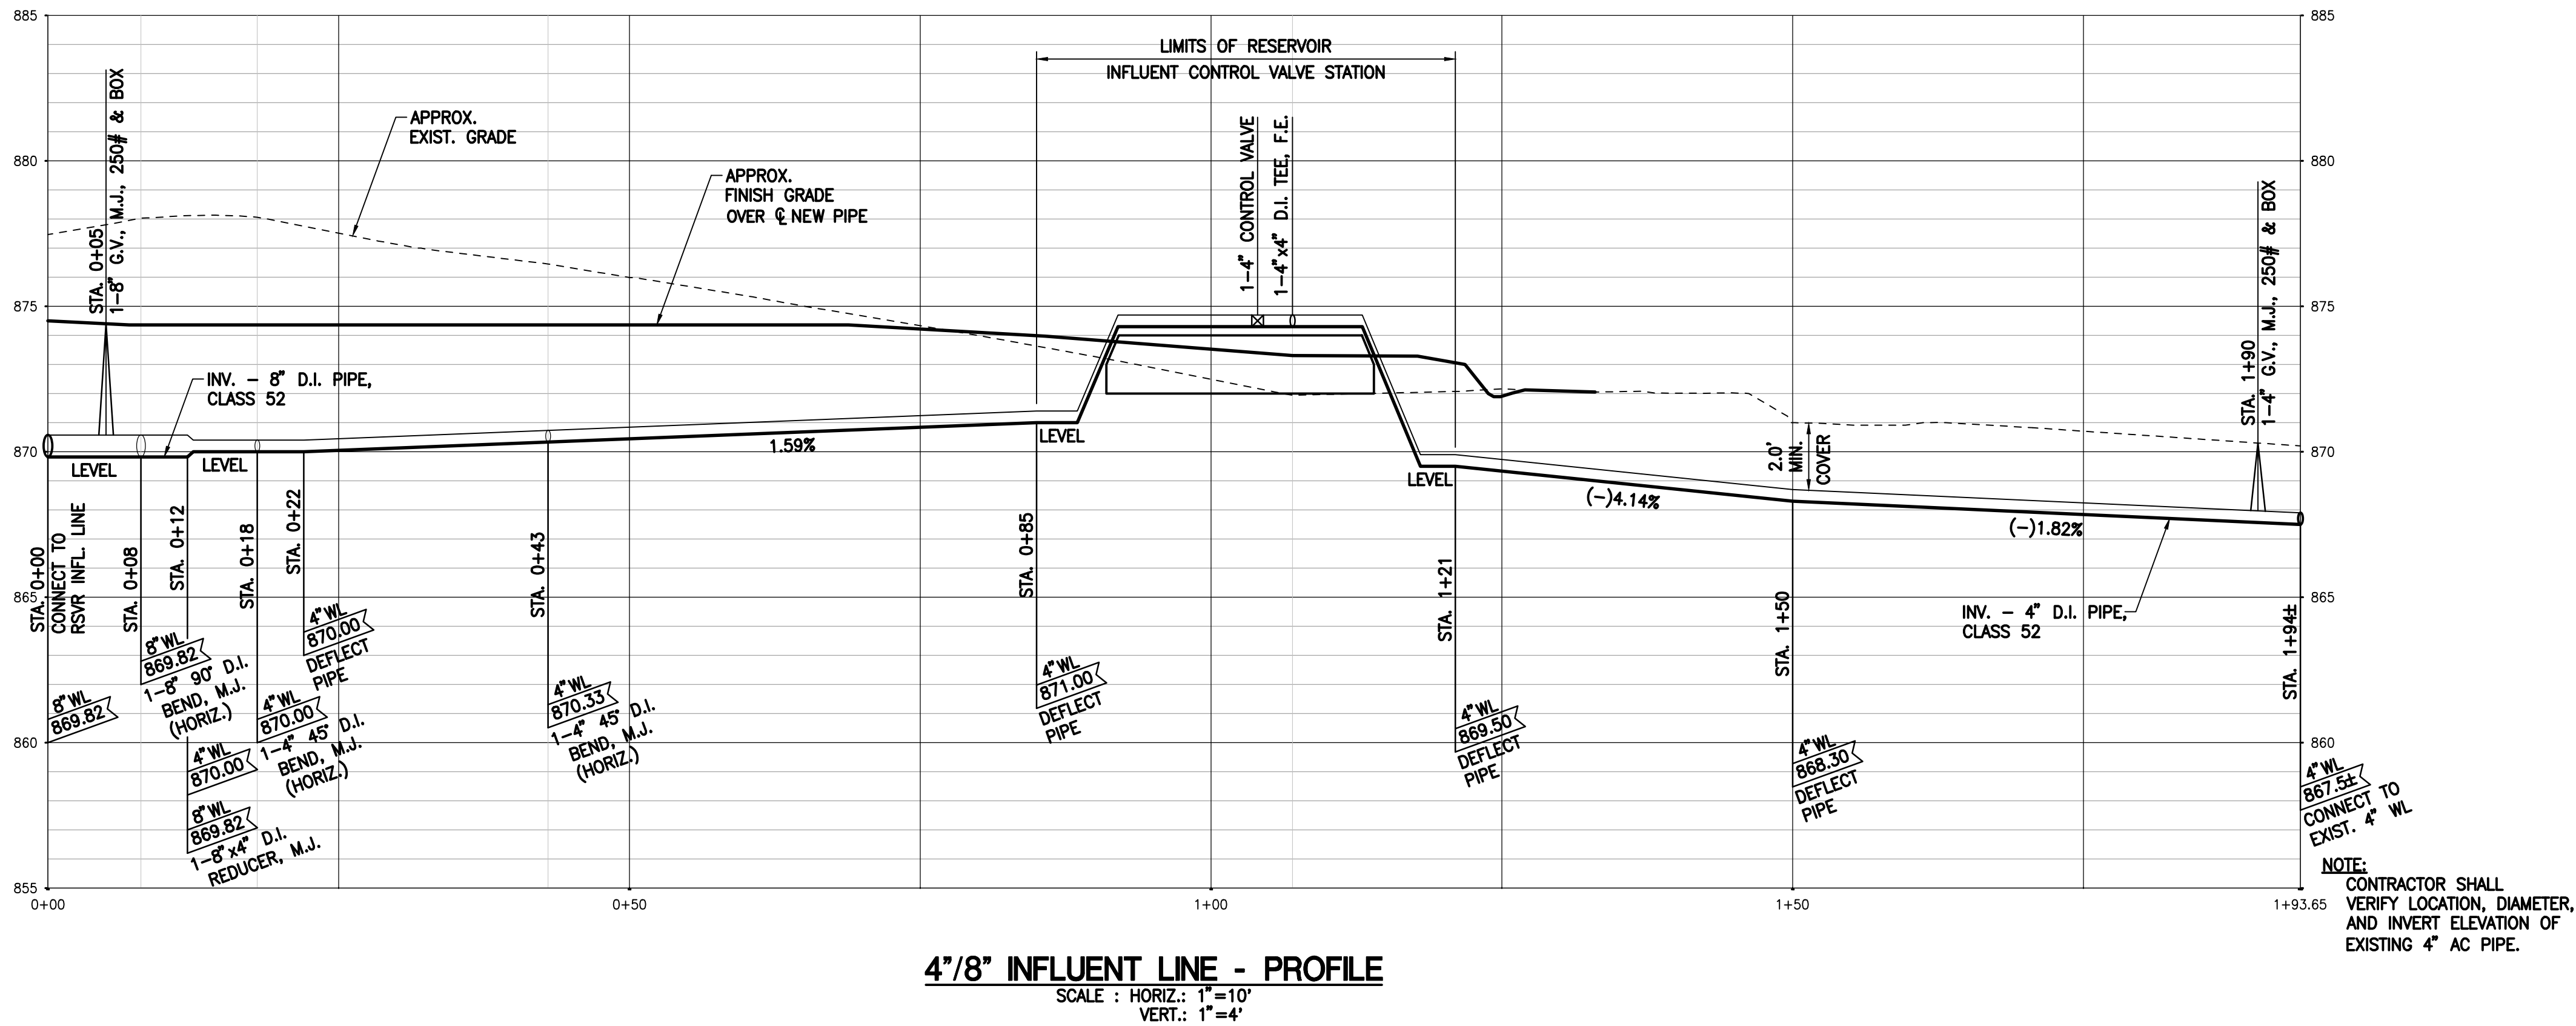 885
880
875
870
865
860
855
885
880
875
870
865
860
LIMITS OF RESERVOIR
INFLUENT CONTROL VALVE STATION
STA. 0+05
1-8" G.V., M.J., 250# & BOX
APPROX.
EXIST. GRADE
APPROX.
FINISH GRADE
OVER ℄ NEW PIPE
1-4" CONTROL VALVE
1-4"x4" D.I. TEE, F.E.
STA. 1+90
1-4" G.V., M.J., 250# & BOX
INV. - 8" D.I. PIPE,
CLASS 52
LEVEL
LEVEL
1.59%
LEVEL
LEVEL
(-)4.14%
2.0'
MIN.
COVER
(-)1.82%
INV. - 4" D.I. PIPE,
CLASS 52
STA. 0+00
CONNECT TO
RSVR INFL. LINE
8"WL
869.82
STA. 0+08
8"WL
869.82
1-8" 90° D.I.
BEND, M.J.
(HORIZ.)
STA. 0+12
4"WL
870.00
8"WL
869.82
1-8"x4" D.I.
REDUCER, M.J.
STA. 0+18
4"WL
870.00
1-4" 45° D.I.
BEND, M.J.
(HORIZ.)
STA. 0+22
4"WL
870.00
DEFLECT
PIPE
STA. 0+43
4"WL
870.33
1-4" 45° D.I.
BEND, M.J.
(HORIZ.)
STA. 0+85
4"WL
871.00
DEFLECT
PIPE
STA. 1+21
4"WL
869.50
DEFLECT
PIPE
STA. 1+50
4"WL
868.30
DEFLECT
PIPE
STA. 1+94±
4"WL
867.5±
CONNECT TO
EXIST. 4" WL
0+00
0+50
1+00
1+50
1+93.65
NOTE:
CONTRACTOR SHALL
VERIFY LOCATION, DIAMETER,
AND INVERT ELEVATION OF
EXISTING 4" AC PIPE.
4"/8" INFLUENT LINE - PROFILE
SCALE : HORIZ.: 1"=10'
VERT.: 1"=4'